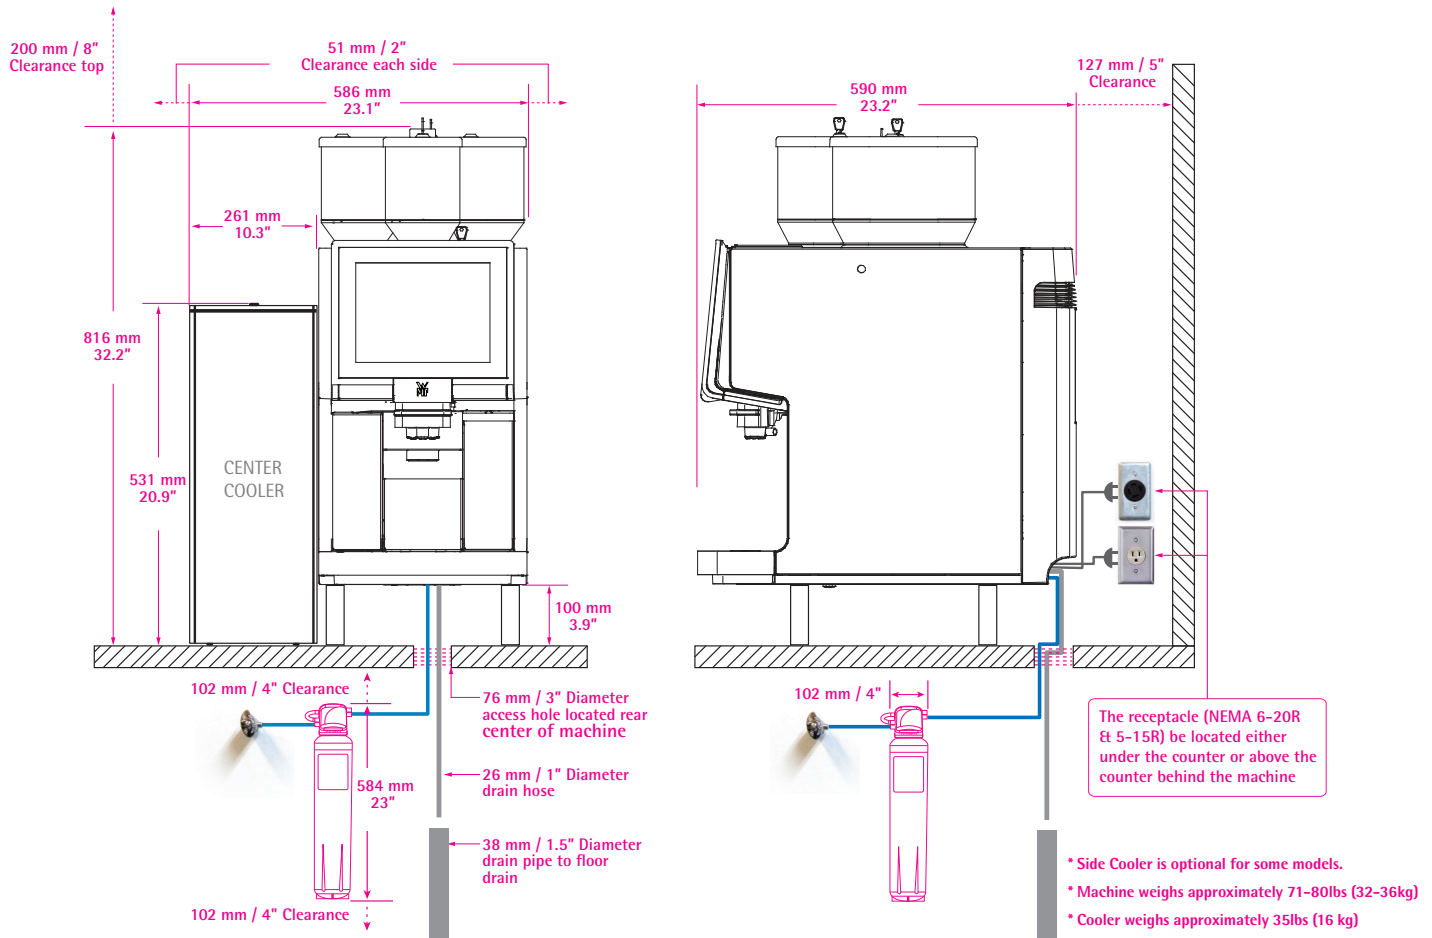 200 mm / 8"
Clearance top
51 mm / 2"
Clearance each side
586 mm
23.1"
261 mm
10.3"
816 mm
32.2"
531 mm
20.9"
CENTER
COOLER
WMF
100 mm
3.9"
102 mm / 4" Clearance
76 mm / 3" Diameter
access hole located rear
center of machine
584 mm
23"
26 mm / 1" Diameter
drain hose
38 mm / 1.5" Diameter
drain pipe to floor
drain
102 mm / 4" Clearance
590 mm
23.2"
127 mm / 5"
Clearance
102 mm / 4"
The receptacle (NEMA 6-20R
& 5-15R) be located either
under the counter or above the
counter behind the machine
* Side Cooler is optional for some models.
* Machine weighs approximately 71-80lbs (32-36kg)
* Cooler weighs approximately 35lbs (16 kg)